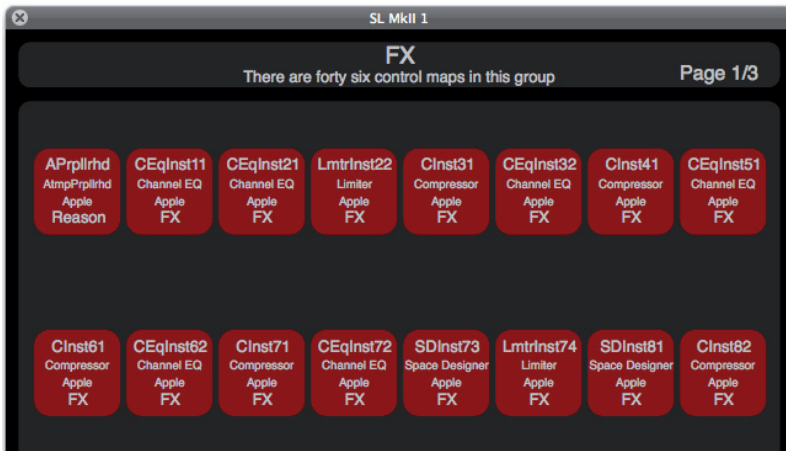 SL MkII 1
FX
There are forty six control maps in this group
Page 1/3
APrpllrhd CEqInst11 CEqInst21 LmtrInst22 CInst31 CEqInst32 CInst41 CEqInst51
AtmpPrpllrhd Channel EQ Channel EQ Limiter Compressor Channel EQ Compressor Channel EQ
Apple Apple Apple Apple Apple Apple Apple Apple
Reason FX FX FX FX FX FX FX
CInst61 CEqInst62 CInst71 CEqInst72 SDInst73 LmtrInst74 SDInst81 CInst82
Compressor Channel EQ Compressor Channel EQ Space Designer Limiter Space Designer Compressor
Apple Apple Apple Apple Apple Apple Apple Apple
FX FX FX FX FX FX FX FX